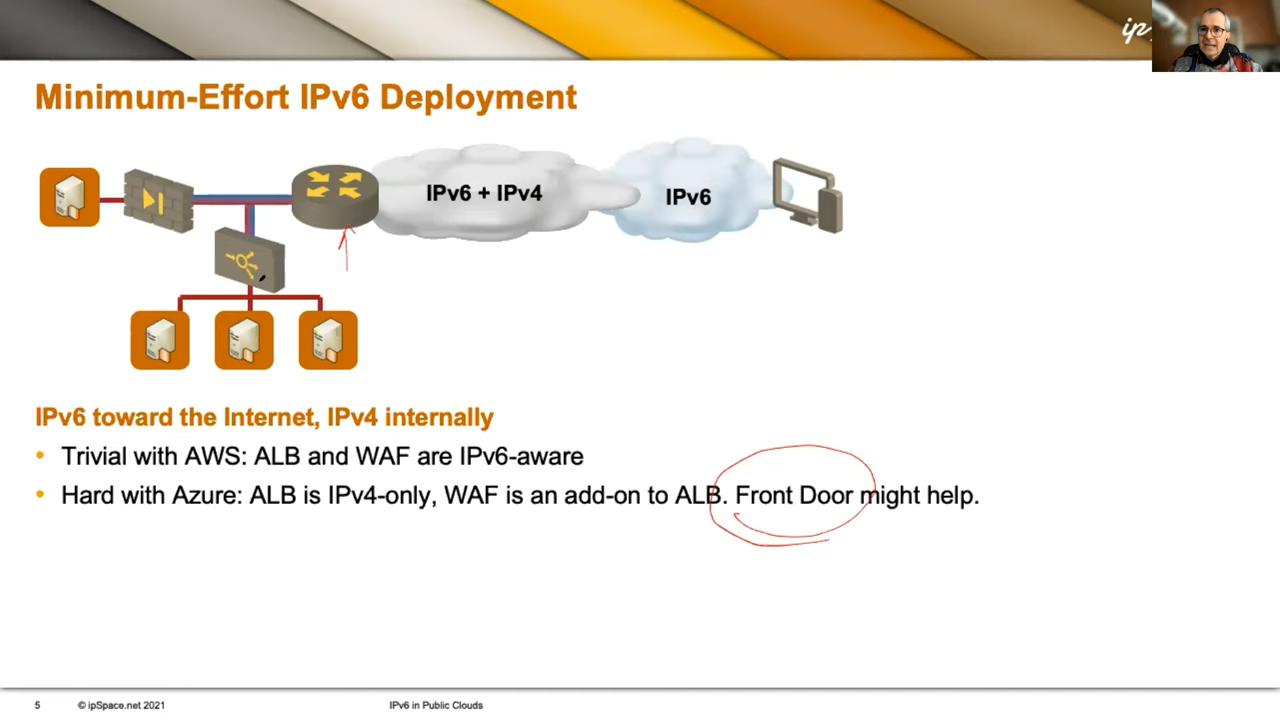 ip
Minimum-Effort IPv6 Deployment
IPv6 + IPv4
IPv6
IPv6 toward the Internet, IPv4 internally
• Trivial with AWS: ALB and WAF are IPv6-aware
• Hard with Azure: ALB is IPv4-only, WAF is an add-on to ALB. Front Door might help.
5 © ipSpace.net 2021 IPv6 in Public Clouds